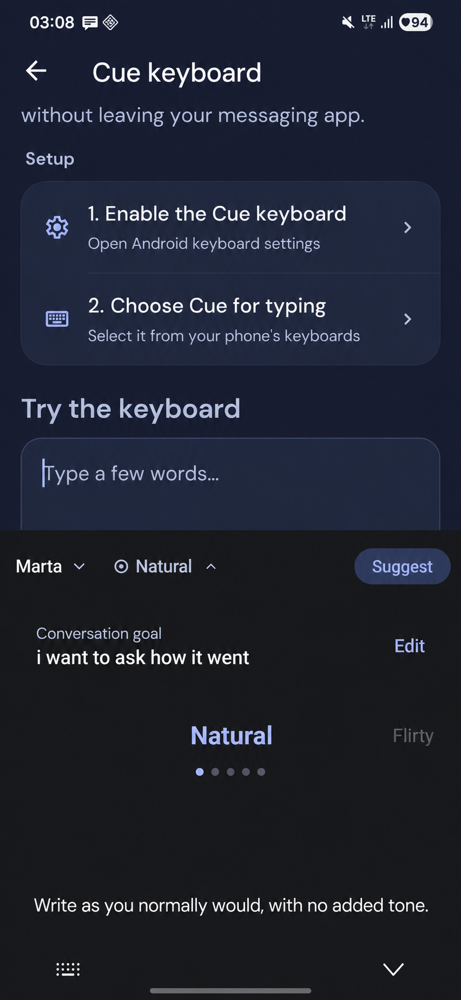 03:08
LTE
94
Cue keyboard
without leaving your messaging app.
Setup
1. Enable the Cue keyboard
Open Android keyboard settings
2. Choose Cue for typing
Select it from your phone's keyboards
Try the keyboard
Type a few words...
Marta
Natural
Suggest
Conversation goal
i want to ask how it went
Edit
Natural
Flirty
Write as you normally would, with no added tone.